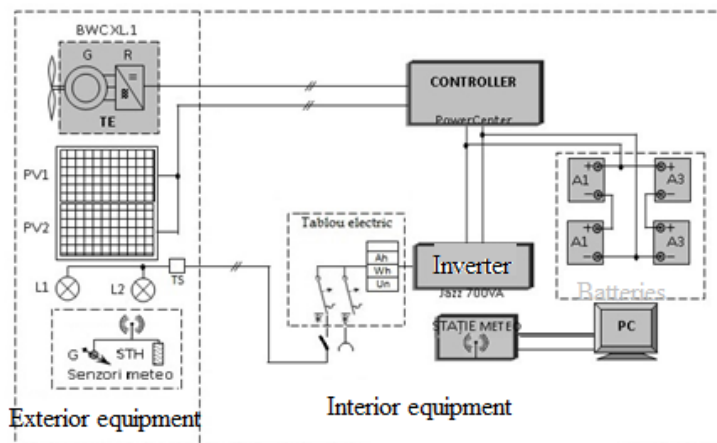 BWCXL.1
G R
TE
PV1
PV2
L1
L2
TS
G
STH
Senzori meteo
Exterior equipment
CONTROLLER
PowerCenter
Tablou electric
Ah
Wh
Un
Inverter
Jazz 700VA
STAȚIE METEO
PC
A1
A3
A1
A3
Batteries
Interior equipment